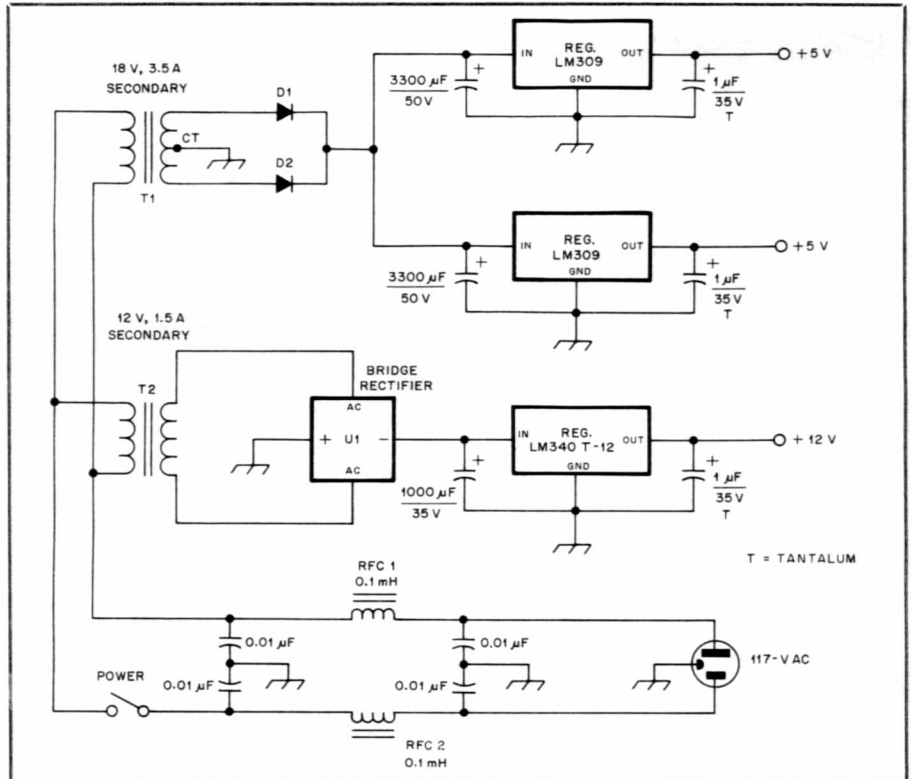 18 V, 3.5 A
SECONDARY
D1
CT
D2
T1
IN
REG.
LM309
OUT
GND
+
3300 µF
50 V
+
1 µF
35 V
T
+5 V
IN
REG.
LM309
OUT
GND
+
3300 µF
50 V
+
1 µF
35 V
T
+5 V
12 V, 1.5 A
SECONDARY
T2
BRIDGE
RECTIFIER
AC
+ U1 -
AC
IN
REG.
LM340 T-12
OUT
GND
+
1000 µF
35 V
+
1 µF
35 V
T
+ 12 V
T = TANTALUM
RFC 1
0.1 mH
0.01 µF
0.01 µF
0.01 µF
0.01 µF
117-V AC
POWER
RFC 2
0.1 mH